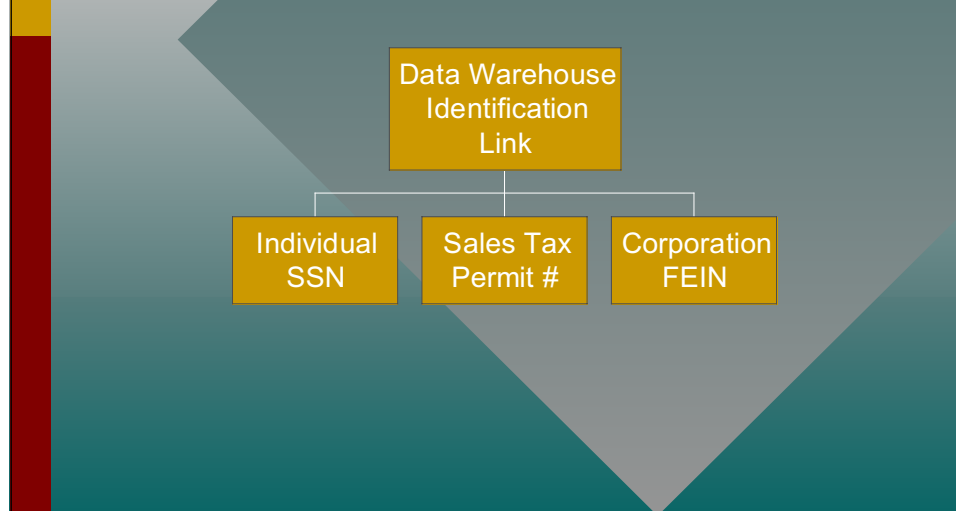 Data Warehouse
Identification
Link
Individual
SSN
Sales Tax
Permit #
Corporation
FEIN